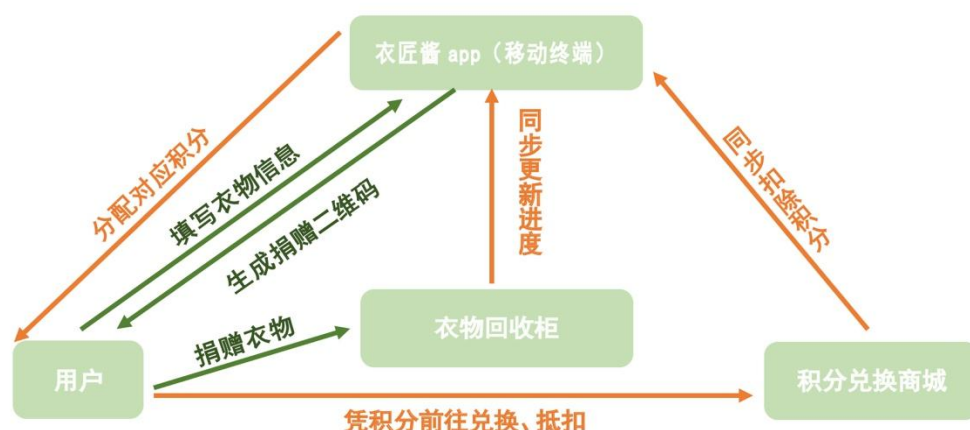 衣匠酱 app（移动终端）
分配对应积分
填写衣物信息
生成捐赠二维码
同步更新进度
同步扣除积分
捐赠衣物
衣物回收柜
用户
积分兑换商城
凭积分前往兑换、抵扣